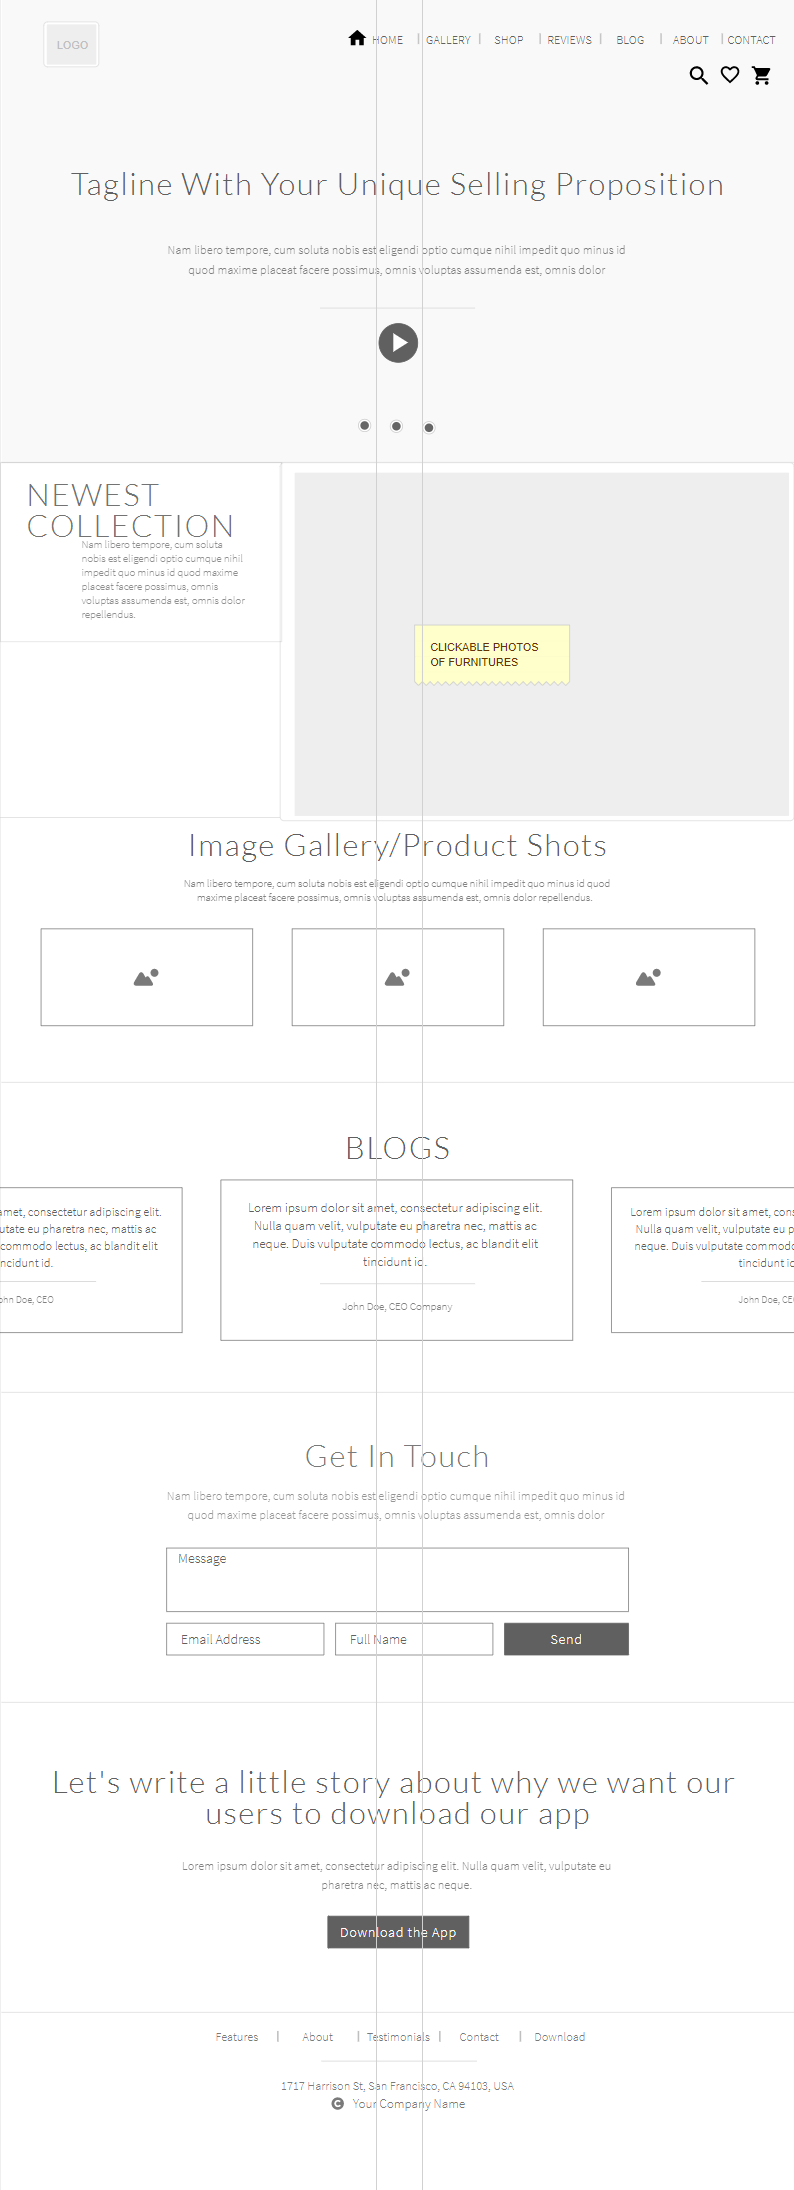 LOGO
HOME | GALLERY | SHOP | REVIEWS | BLOG | ABOUT | CONTACT
Tagline With Your Unique Selling Proposition
Nam libero tempore, cum soluta nobis est eligendi optio cumque nihil impedit quo minus id
quod maxime placeat facere possimus, omnis voluptas assumenda est, omnis dolor
NEWEST
COLLECTION
Nam libero tempore, cum soluta
nobis est eligendi optio cumque nihil
impedit quo minus id quod maxime
placeat facere possimus, omnis
voluptas assumenda est, omnis dolor
repellendus.
CLICKABLE PHOTOS
OF FURNITURES
Image Gallery/Product Shots
Nam libero tempore, cum soluta nobis est eligendi optio cumque nihil impedit quo minus id quod
maxime placeat facere possimus, omnis voluptas assumenda est, omnis dolor repellendus.
BLOGS
amet, consectetur adipiscing elit.
utate eu pharetra nec, mattis ac
commodo lectus, ac blandit elit
ncidunt id.
ohn Doe, CEO
Lorem ipsum dolor sit amet, consectetur adipiscing elit.
Nulla quam velit, vulputate eu pharetra nec, mattis ac
neque. Duis vulputate commodo lectus, ac blandit elit
tincidunt id.
John Doe, CEO Company
Lorem ipsum dolor sit amet, cons
Nulla quam velit, vulputate eu p
neque. Duis vulputate commodo
tincidunt id
John Doe, CE
Get In Touch
Nam libero tempore, cum soluta nobis est eligendi optio cumque nihil impedit quo minus id
quod maxime placeat facere possimus, omnis voluptas assumenda est, omnis dolor
Message
Email Address
Full Name
Send
Let's write a little story about why we want our
users to download our app
Lorem ipsum dolor sit amet, consectetur adipiscing elit. Nulla quam velit, vulputate eu
pharetra nec, mattis ac neque.
Download the App
Features | About | Testimonials | Contact | Download
1717 Harrison St, San Francisco, CA 94103, USA
© Your Company Name